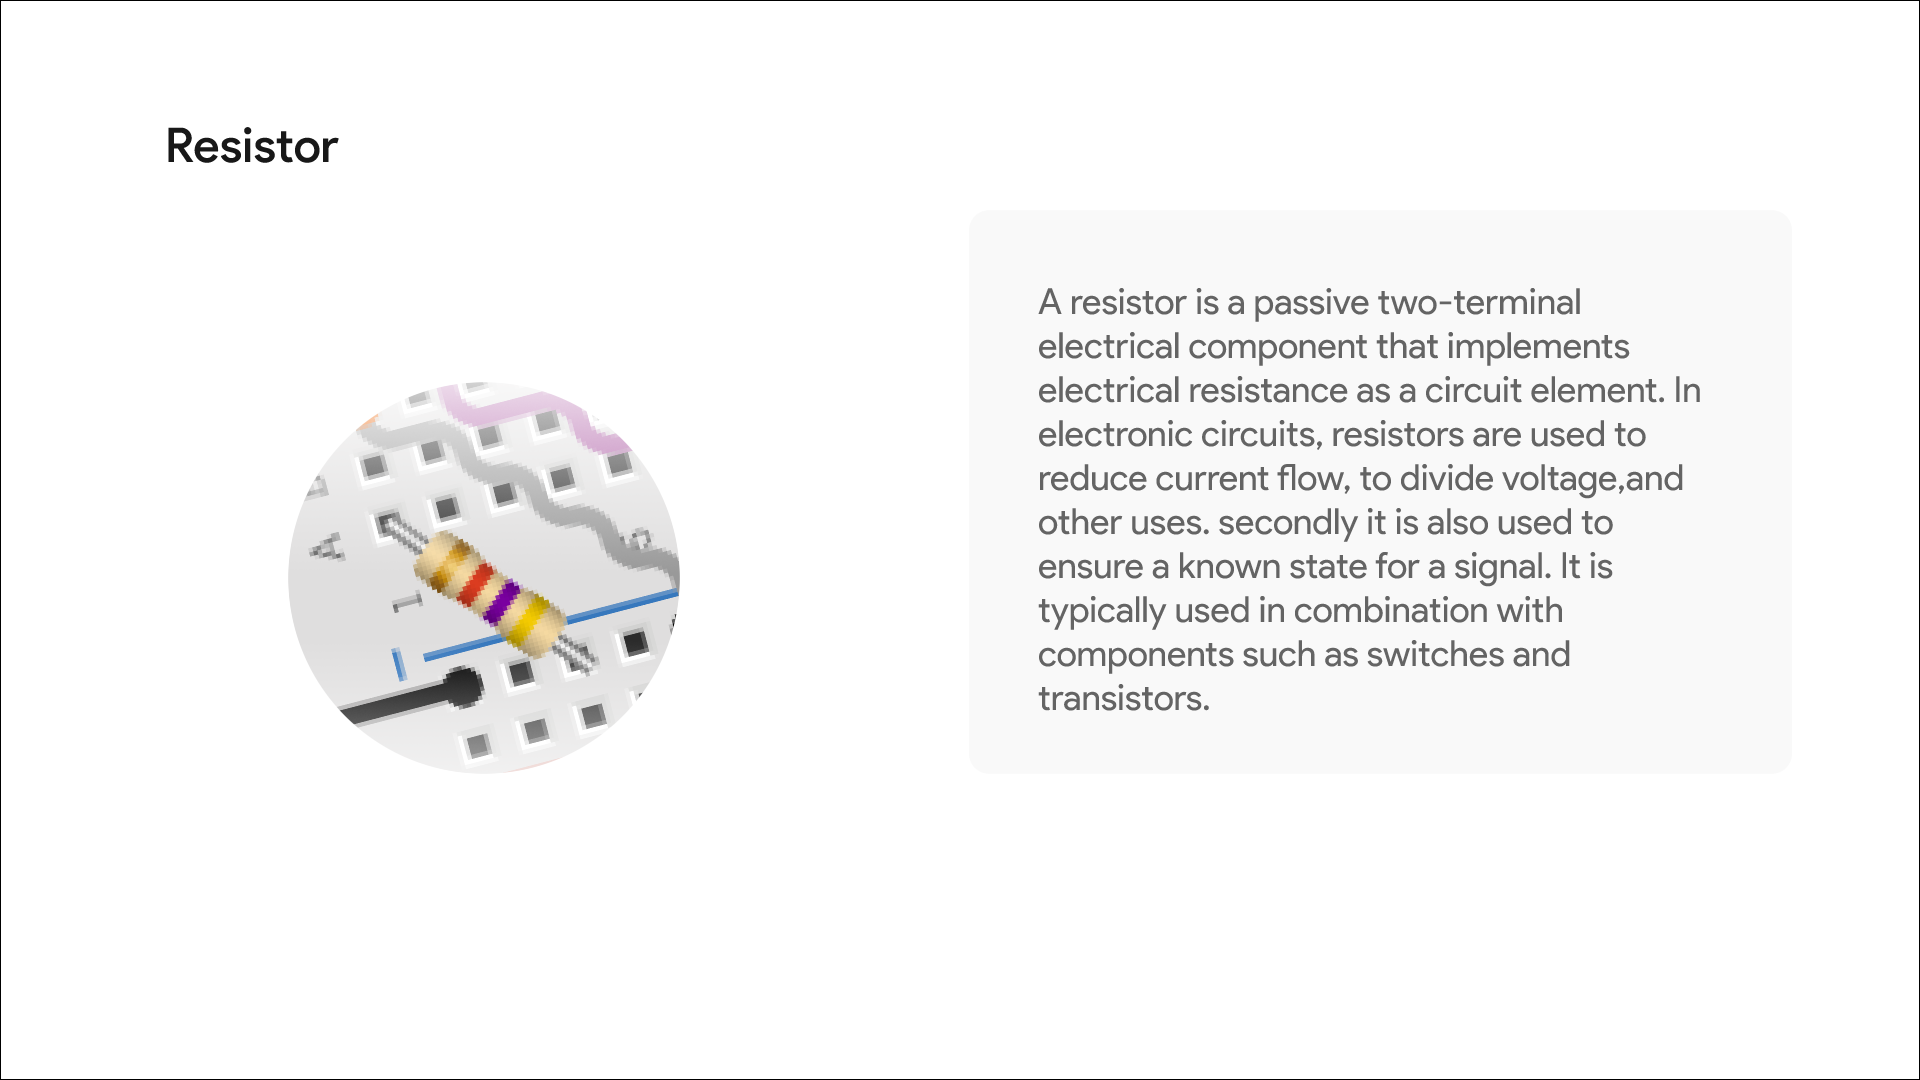 Resistor
A resistor is a passive two-terminal
electrical component that implements
electrical resistance as a circuit element. In
electronic circuits, resistors are used to
reduce current flow, to divide voltage,and
other uses. secondly it is also used to
ensure a known state for a signal. It is
typically used in combination with
components such as switches and
transistors.
A
1